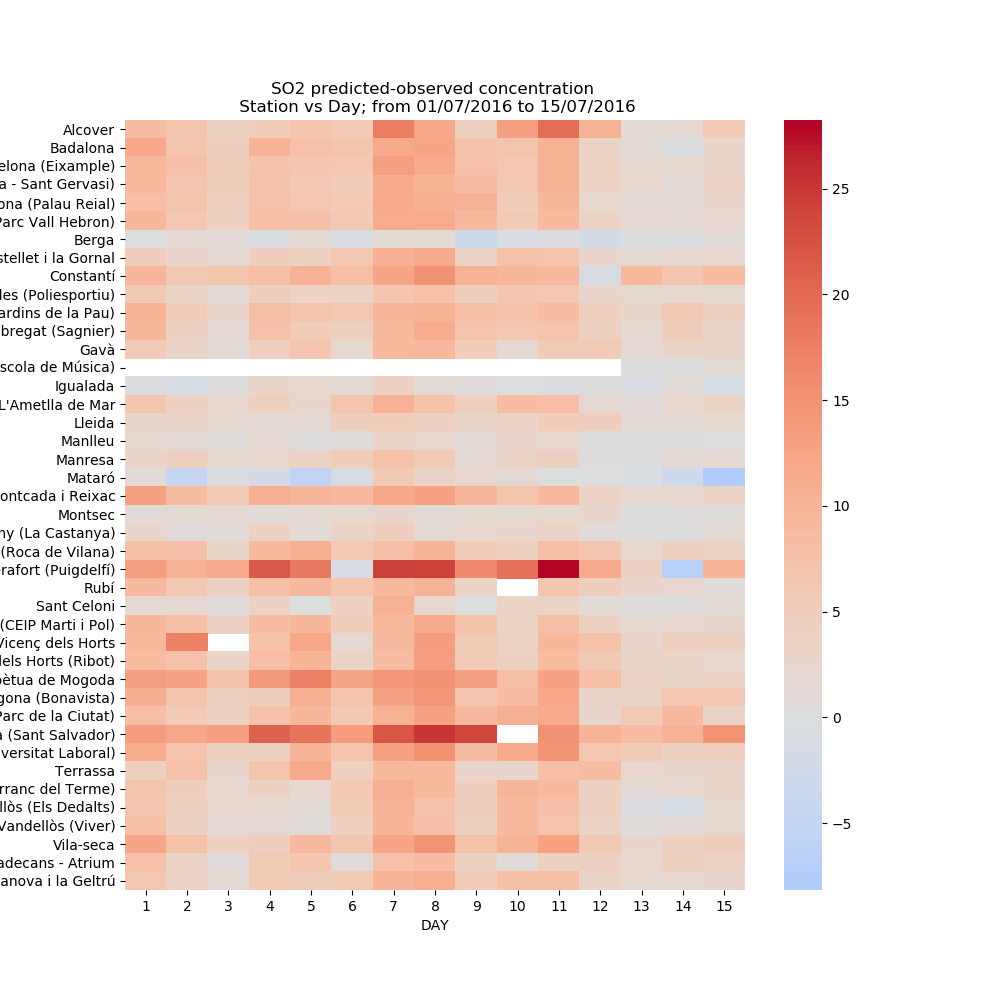 SO2 predicted-observed concentration
Station vs Day; from 01/07/2016 to 15/07/2016
Alcover
Badalona
elona (Eixample)
a - Sant Gervasi)
ona (Palau Reial)
Parc Vall Hebron)
Berga
stellet i la Gornal
Constantí
les (Poliesportiu)
ardins de la Pau)
bregat (Sagnier)
Gavà
scola de Música)
Igualada
L'Ametlla de Mar
Lleida
Manlleu
Manresa
Mataró
ontcada i Reixac
Montsec
ny (La Castanya)
(Roca de Vilana)
erafort (Puigdelfí)
Rubí
Sant Celoni
(CEIP Marti i Pol)
Vicenç dels Horts
dels Horts (Ribot)
pètua de Mogoda
gona (Bonavista)
Parc de la Ciutat)
a (Sant Salvador)
versitat Laboral)
Terrassa
rranc del Terme)
llòs (Els Dedalts)
Vandellòs (Viver)
Vila-seca
adecans - Atrium
anova i la Geltrú
1 2 3 4 5 6 7 8 9 10 11 12 13 14 15
DAY
25
20
15
10
5
0
−5